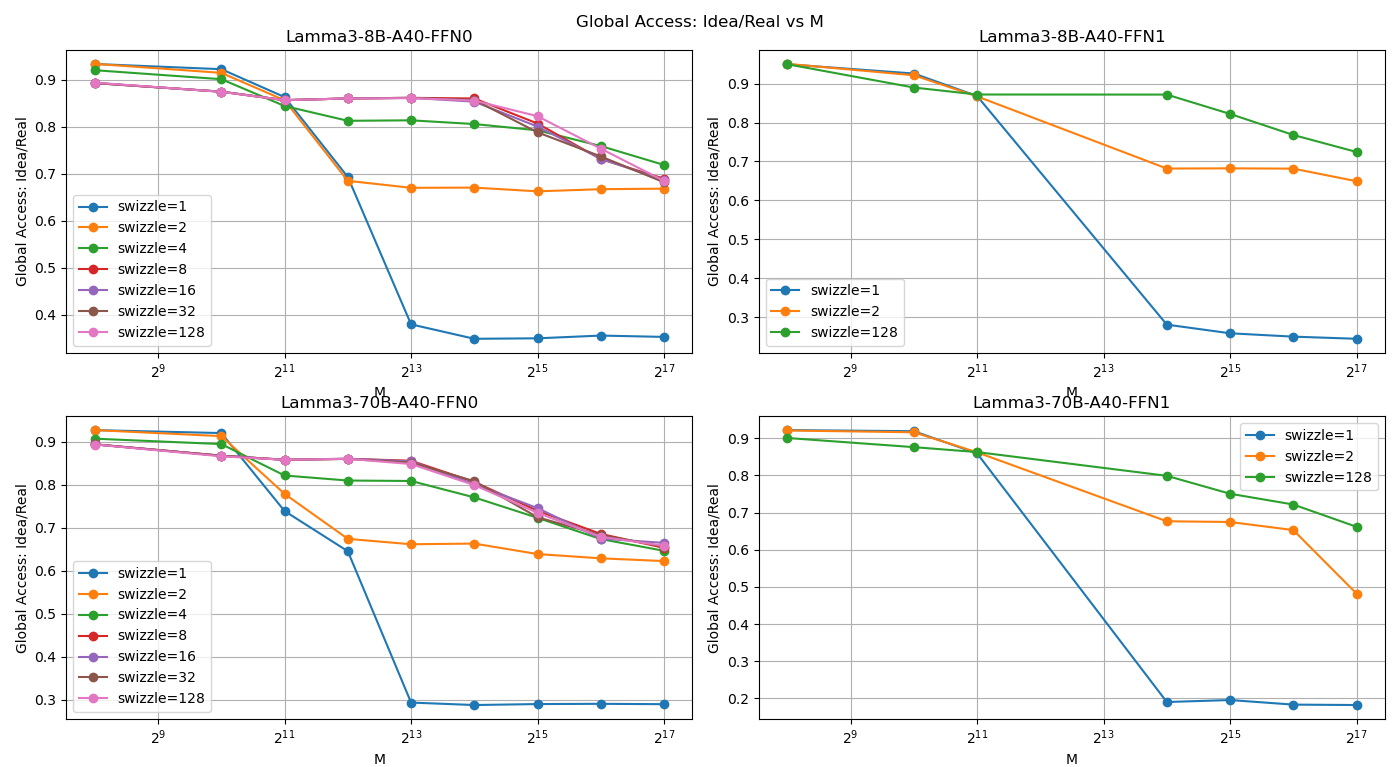 Global Access: Idea/Real vs M
Lamma3-8B-A40-FFN0
Global Access: Idea/Real
0.9
0.8
0.7
0.6
0.5
0.4
swizzle=1
swizzle=2
swizzle=4
swizzle=8
swizzle=16
swizzle=32
swizzle=128
2^9 2^11 2^13 2^15 2^17
M
Lamma3-8B-A40-FFN1
Global Access: Idea/Real
0.9
0.8
0.7
0.6
0.5
0.4
0.3
swizzle=1
swizzle=2
swizzle=128
2^9 2^11 2^13 2^15 2^17
M
Lamma3-70B-A40-FFN0
Global Access: Idea/Real
0.9
0.8
0.7
0.6
0.5
0.4
0.3
swizzle=1
swizzle=2
swizzle=4
swizzle=8
swizzle=16
swizzle=32
swizzle=128
2^9 2^11 2^13 2^15 2^17
M
Lamma3-70B-A40-FFN1
Global Access: Idea/Real
0.9
0.8
0.7
0.6
0.5
0.4
0.3
0.2
swizzle=1
swizzle=2
swizzle=128
2^9 2^11 2^13 2^15 2^17
M